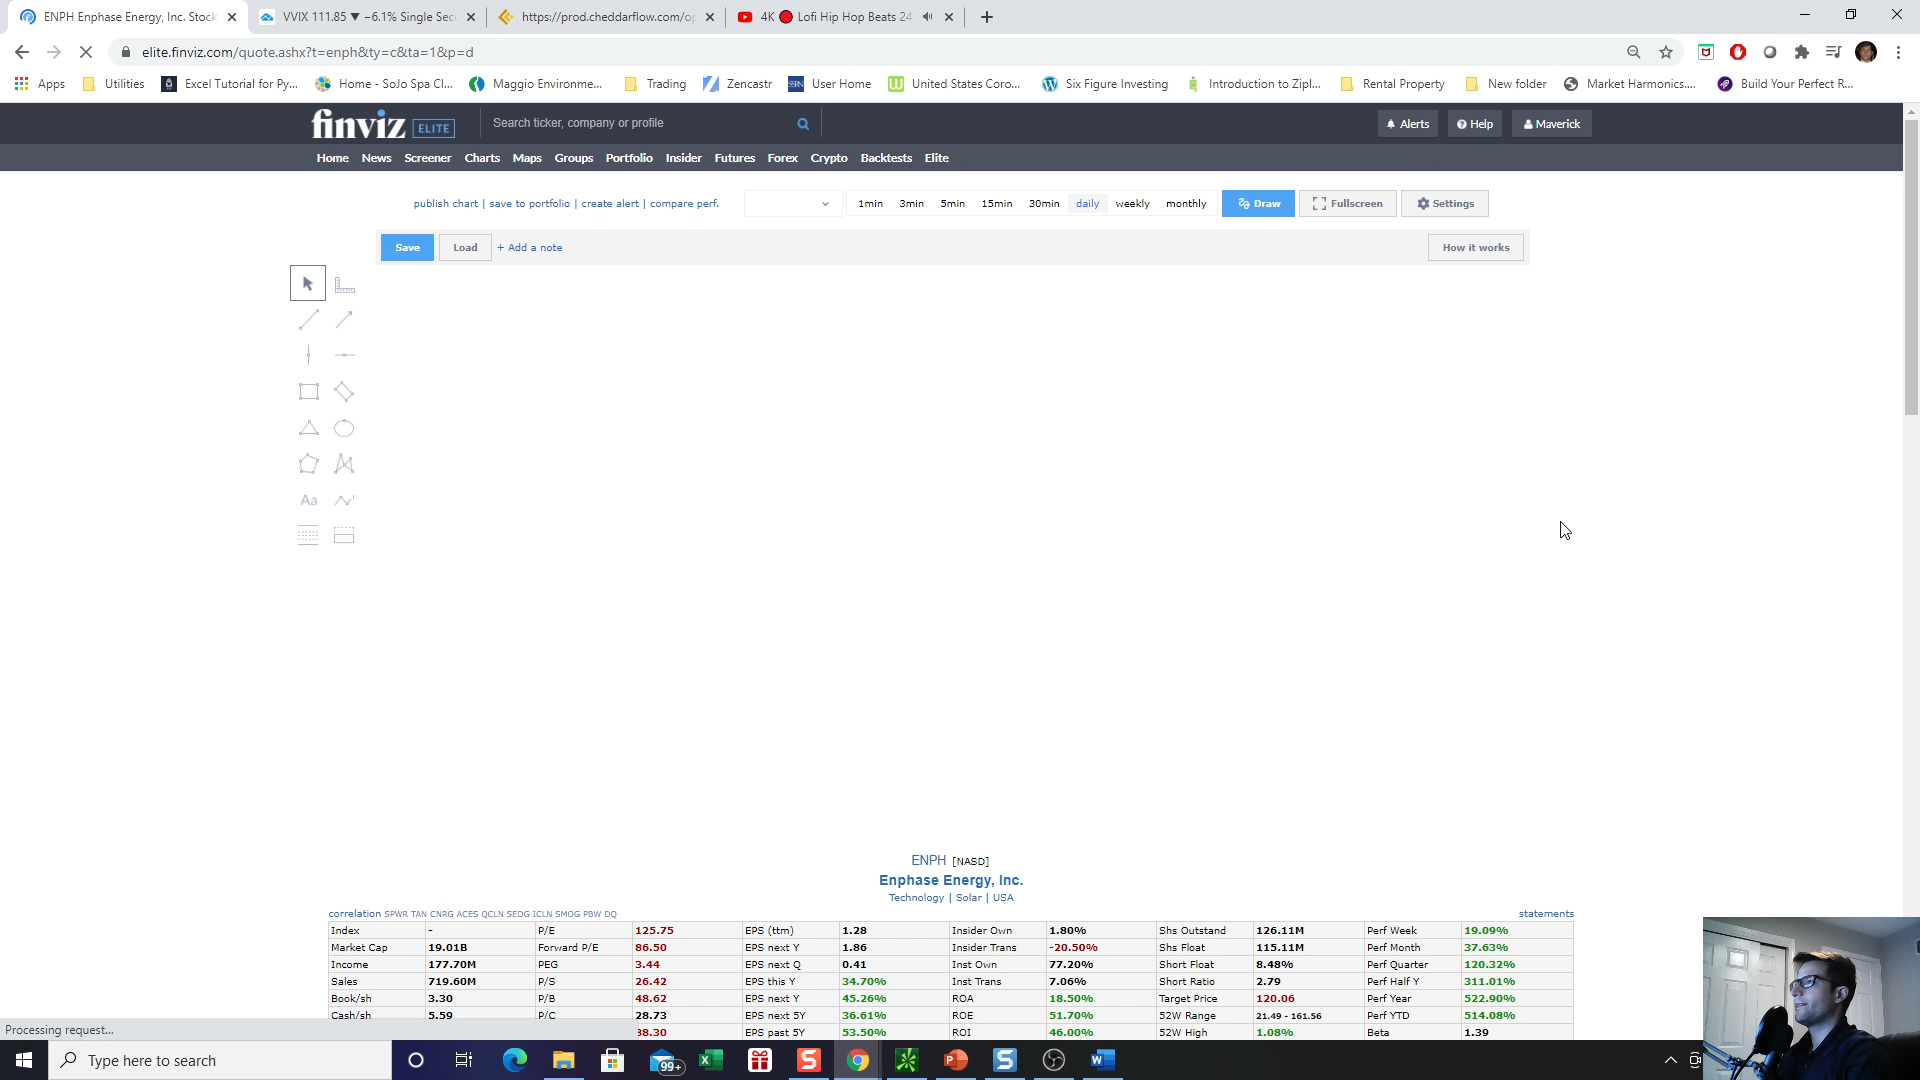 ENPH Enphase Energy, Inc. Stock
VVIX 111.85 ▼ −6.1% Single Secu
https://prod.cheddarflow.com/op
4K 🔴 Lofi Hip Hop Beats 24
elite.finviz.com/quote.ashx?t=enph&ty=c&ta=1&p=d
Apps
Utilities
Excel Tutorial for Py...
Home - SoJo Spa Cl...
Maggio Environme...
Trading
Zencastr
User Home
United States Coro...
Six Figure Investing
Introduction to Zipl...
Rental Property
New folder
Market Harmonics....
Build Your Perfect R...
finviz ELITE
Search ticker, company or profile
Alerts
Help
Maverick
Home News Screener Charts Maps Groups Portfolio Insider Futures Forex Crypto Backtests Elite
publish chart | save to portfolio | create alert | compare perf.
1min 3min 5min 15min 30min daily weekly monthly
Draw
Fullscreen
Settings
Save
Load
+ Add a note
How it works
Aa
ENPH [NASD]
Enphase Energy, Inc.
Technology | Solar | USA
correlation SPWR TAN CNRG ACES QCLN SEDG ICLN SMOG PBW DQ
statements
Index - P/E 125.75 EPS (ttm) 1.28 Insider Own 1.80% Shs Outstand 126.11M Perf Week 19.09%
Market Cap 19.01B Forward P/E 86.50 EPS next Y 1.86 Insider Trans -20.50% Shs Float 115.11M Perf Month 37.63%
Income 177.70M PEG 3.44 EPS next Q 0.41 Inst Own 77.20% Short Float 8.48% Perf Quarter 120.32%
Sales 719.60M P/S 26.42 EPS this Y 34.70% Inst Trans 7.06% Short Ratio 2.79 Perf Half Y 311.01%
Book/sh 3.30 P/B 48.62 EPS next Y 45.26% ROA 18.50% Target Price 120.06 Perf Year 522.90%
Cash/sh 5.59 P/C 28.73 EPS next 5Y 36.61% ROE 51.70% 52W Range 21.49 - 161.56 Perf YTD 514.08%
38.30 EPS past 5Y 53.50% ROI 46.00% 52W High 1.08% Beta 1.39
Processing request...
Type here to search
99+